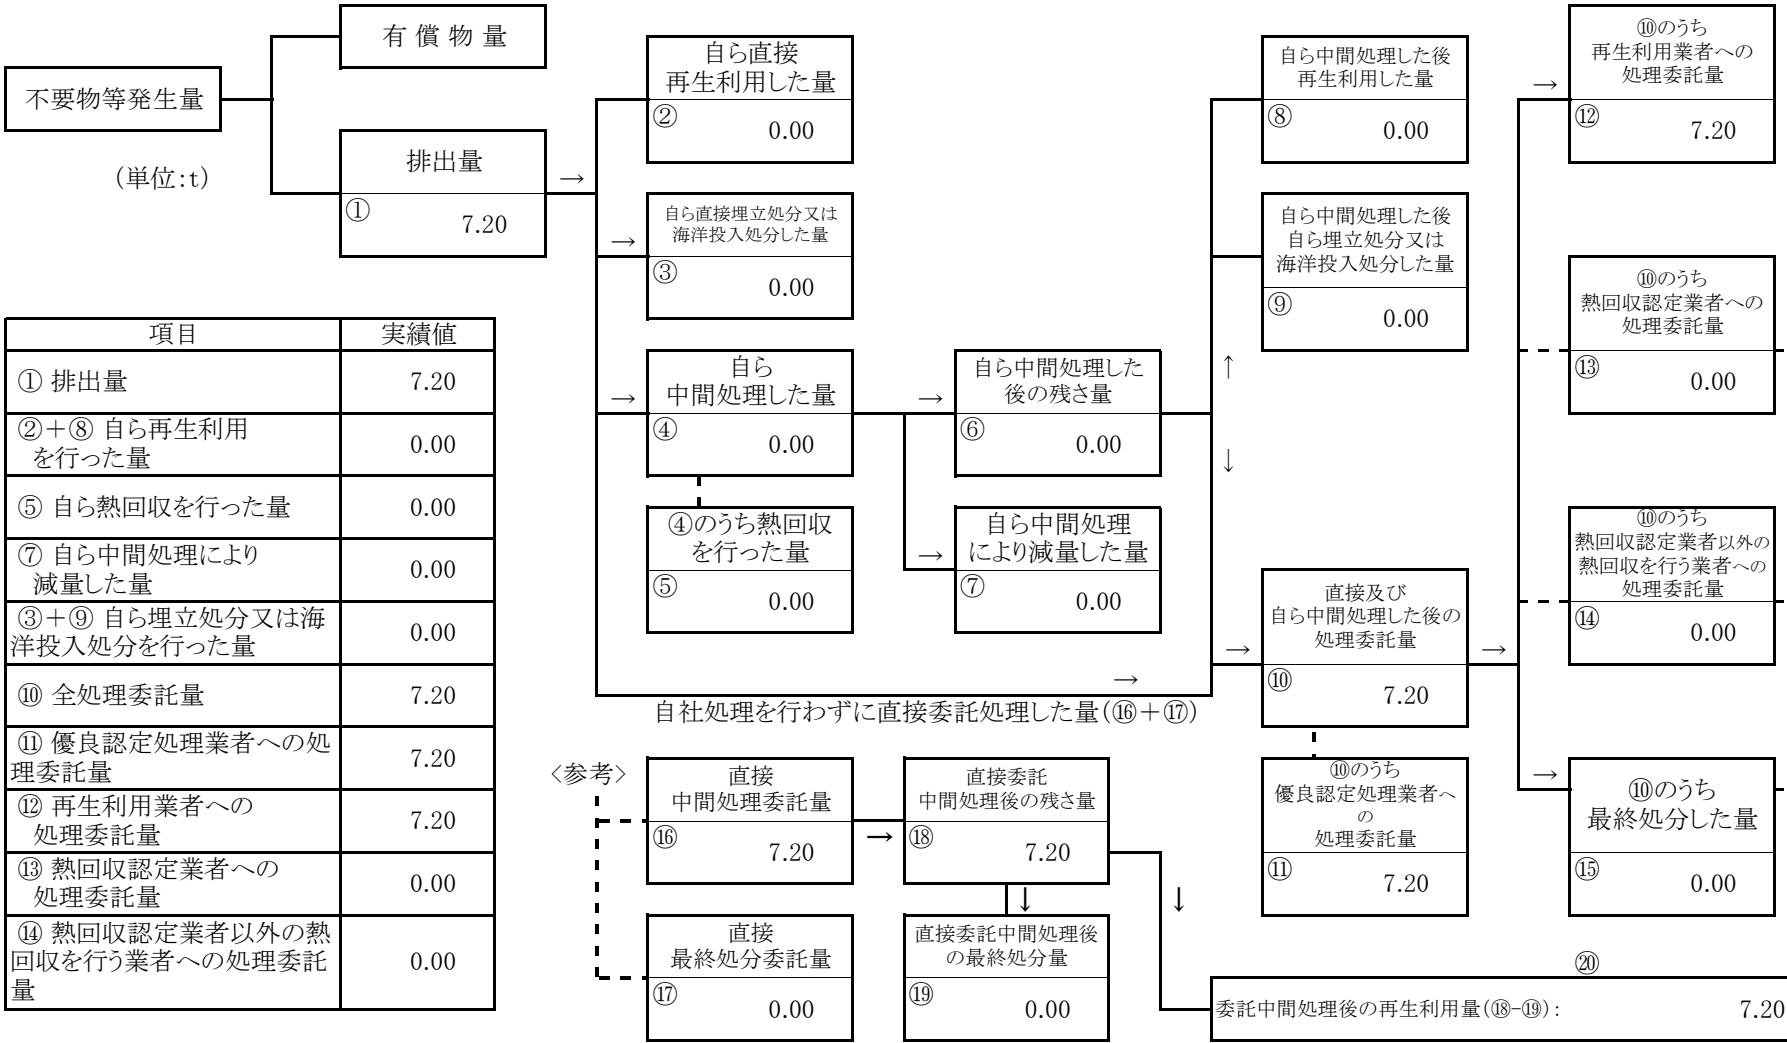 有償物量
不要物等発生量
(単位:t)
排出量
①
7.20
→
自ら直接
再生利用した量
②
0.00
→
自ら直接埋立処分又は
海洋投入処分した量
③
0.00
→
自ら
中間処理した量
④
0.00
④のうち熱回収
を行った量
⑤
0.00
→
自ら中間処理した
後の残さ量
⑥
0.00
→
自ら中間処理
により減量した量
⑦
0.00
↑
↓
自ら中間処理した後
再生利用した量
⑧
0.00
自ら中間処理した後
自ら埋立処分又は
海洋投入処分した量
⑨
0.00
→
自社処理を行わずに直接委託処理した量(⑯+⑰)
→
直接及び
自ら中間処理した後の
処理委託量
⑩
7.20
⑩のうち
優良認定処理業者へ
の
処理委託量
⑪
7.20
→
→
⑩のうち
再生利用業者への
処理委託量
⑫
7.20
⑩のうち
熱回収認定業者への
処理委託量
⑬
0.00
⑩のうち
熱回収認定業者以外の
熱回収を行う業者への
処理委託量
⑭
0.00
→
⑩のうち
最終処分した量
⑮
0.00
項目 実績値
① 排出量 7.20
②+⑧ 自ら再生利用
を行った量 0.00
⑤ 自ら熱回収を行った量 0.00
⑦ 自ら中間処理により
減量した量 0.00
③+⑨ 自ら埋立処分又は海
洋投入処分を行った量 0.00
⑩ 全処理委託量 7.20
⑪ 優良認定処理業者への処
理委託量 7.20
⑫ 再生利用業者への
処理委託量 7.20
⑬ 熱回収認定業者への
処理委託量 0.00
⑭ 熱回収認定業者以外の熱
回収を行う業者への処理委託
量 0.00
<参考>
直接
中間処理委託量
⑯
7.20
→
直接委託
中間処理後の残さ量
⑱
7.20
↓
↓
直接
最終処分委託量
⑰
0.00
直接委託中間処理後
の最終処分量
⑲
0.00
⑳
委託中間処理後の再生利用量(⑱-⑲): 7.20